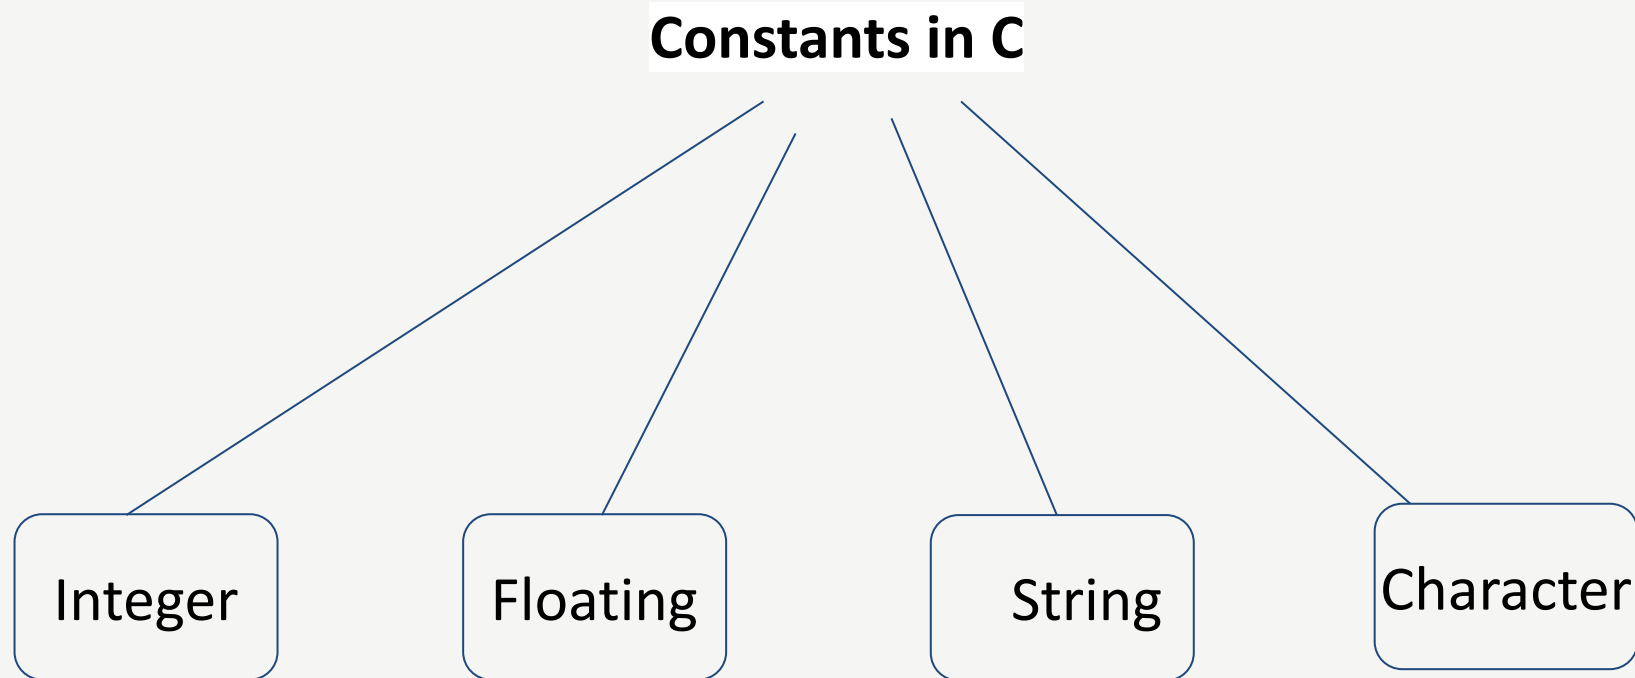 Constants in C
Integer
Floating
String
Character